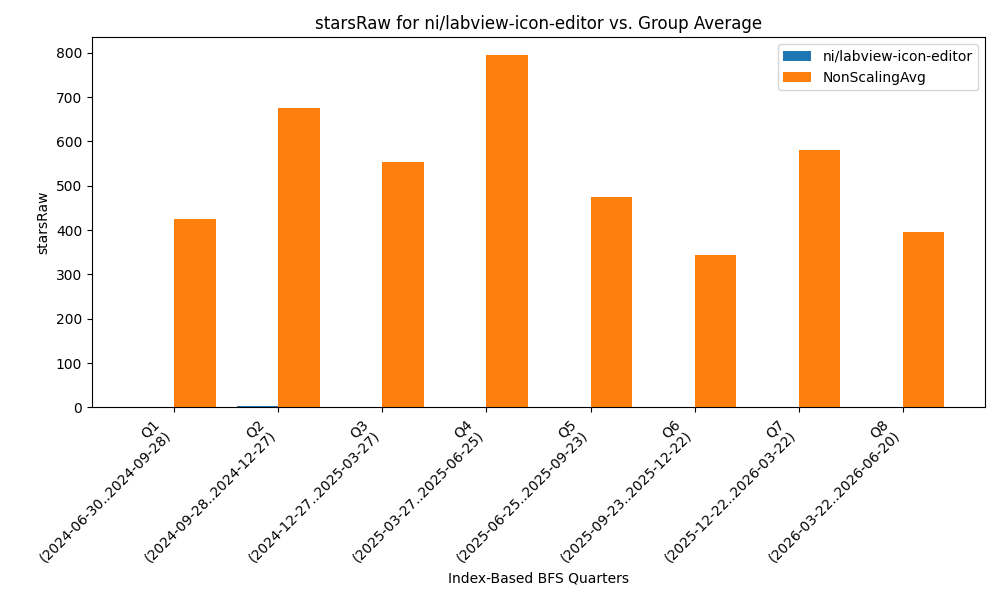 starsRaw for ni/labview-icon-editor vs. Group Average
ni/labview-icon-editor
NonScalingAvg
starsRaw
800
700
600
500
400
300
200
100
0
Q1
(2024-06-30..2024-09-28)
Q2
(2024-09-28..2024-12-27)
Q3
(2024-12-27..2025-03-27)
Q4
(2025-03-27..2025-06-25)
Q5
(2025-06-25..2025-09-23)
Q6
(2025-09-23..2025-12-22)
Q7
(2025-12-22..2026-03-22)
Q8
(2026-03-22..2026-06-20)
Index-Based BFS Quarters